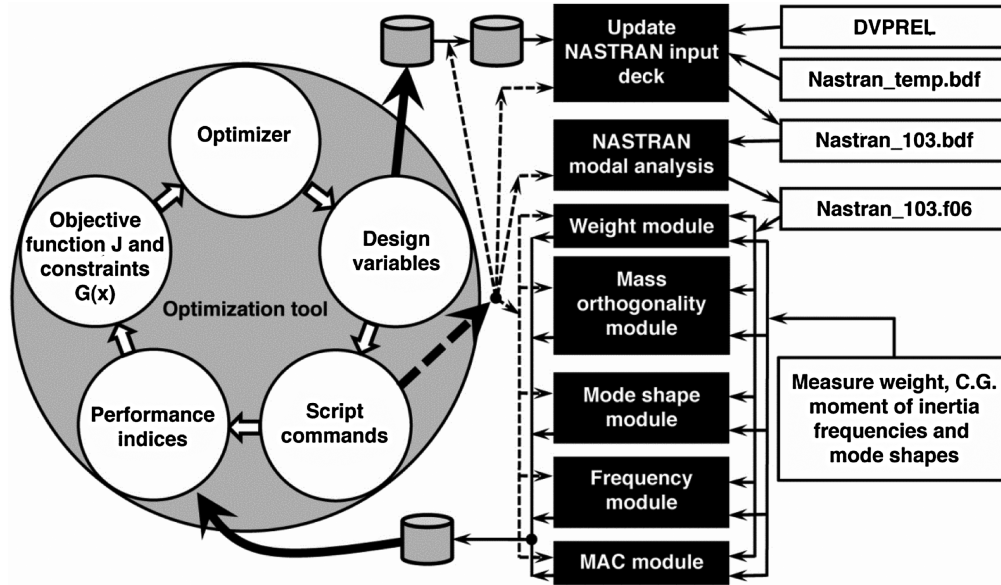 Optimizer
Objective
function J and
constraints
G(x)
Design
variables
Optimization tool
Performance
indices
Script
commands
Update
NASTRAN input
deck
NASTRAN
modal analysis
Weight module
Mass
orthogonality
module
Mode shape
module
Frequency
module
MAC module
DVPREL
Nastran_temp.bdf
Nastran_103.bdf
Nastran_103.f06
Measure weight, C.G.
moment of inertia
frequencies and
mode shapes